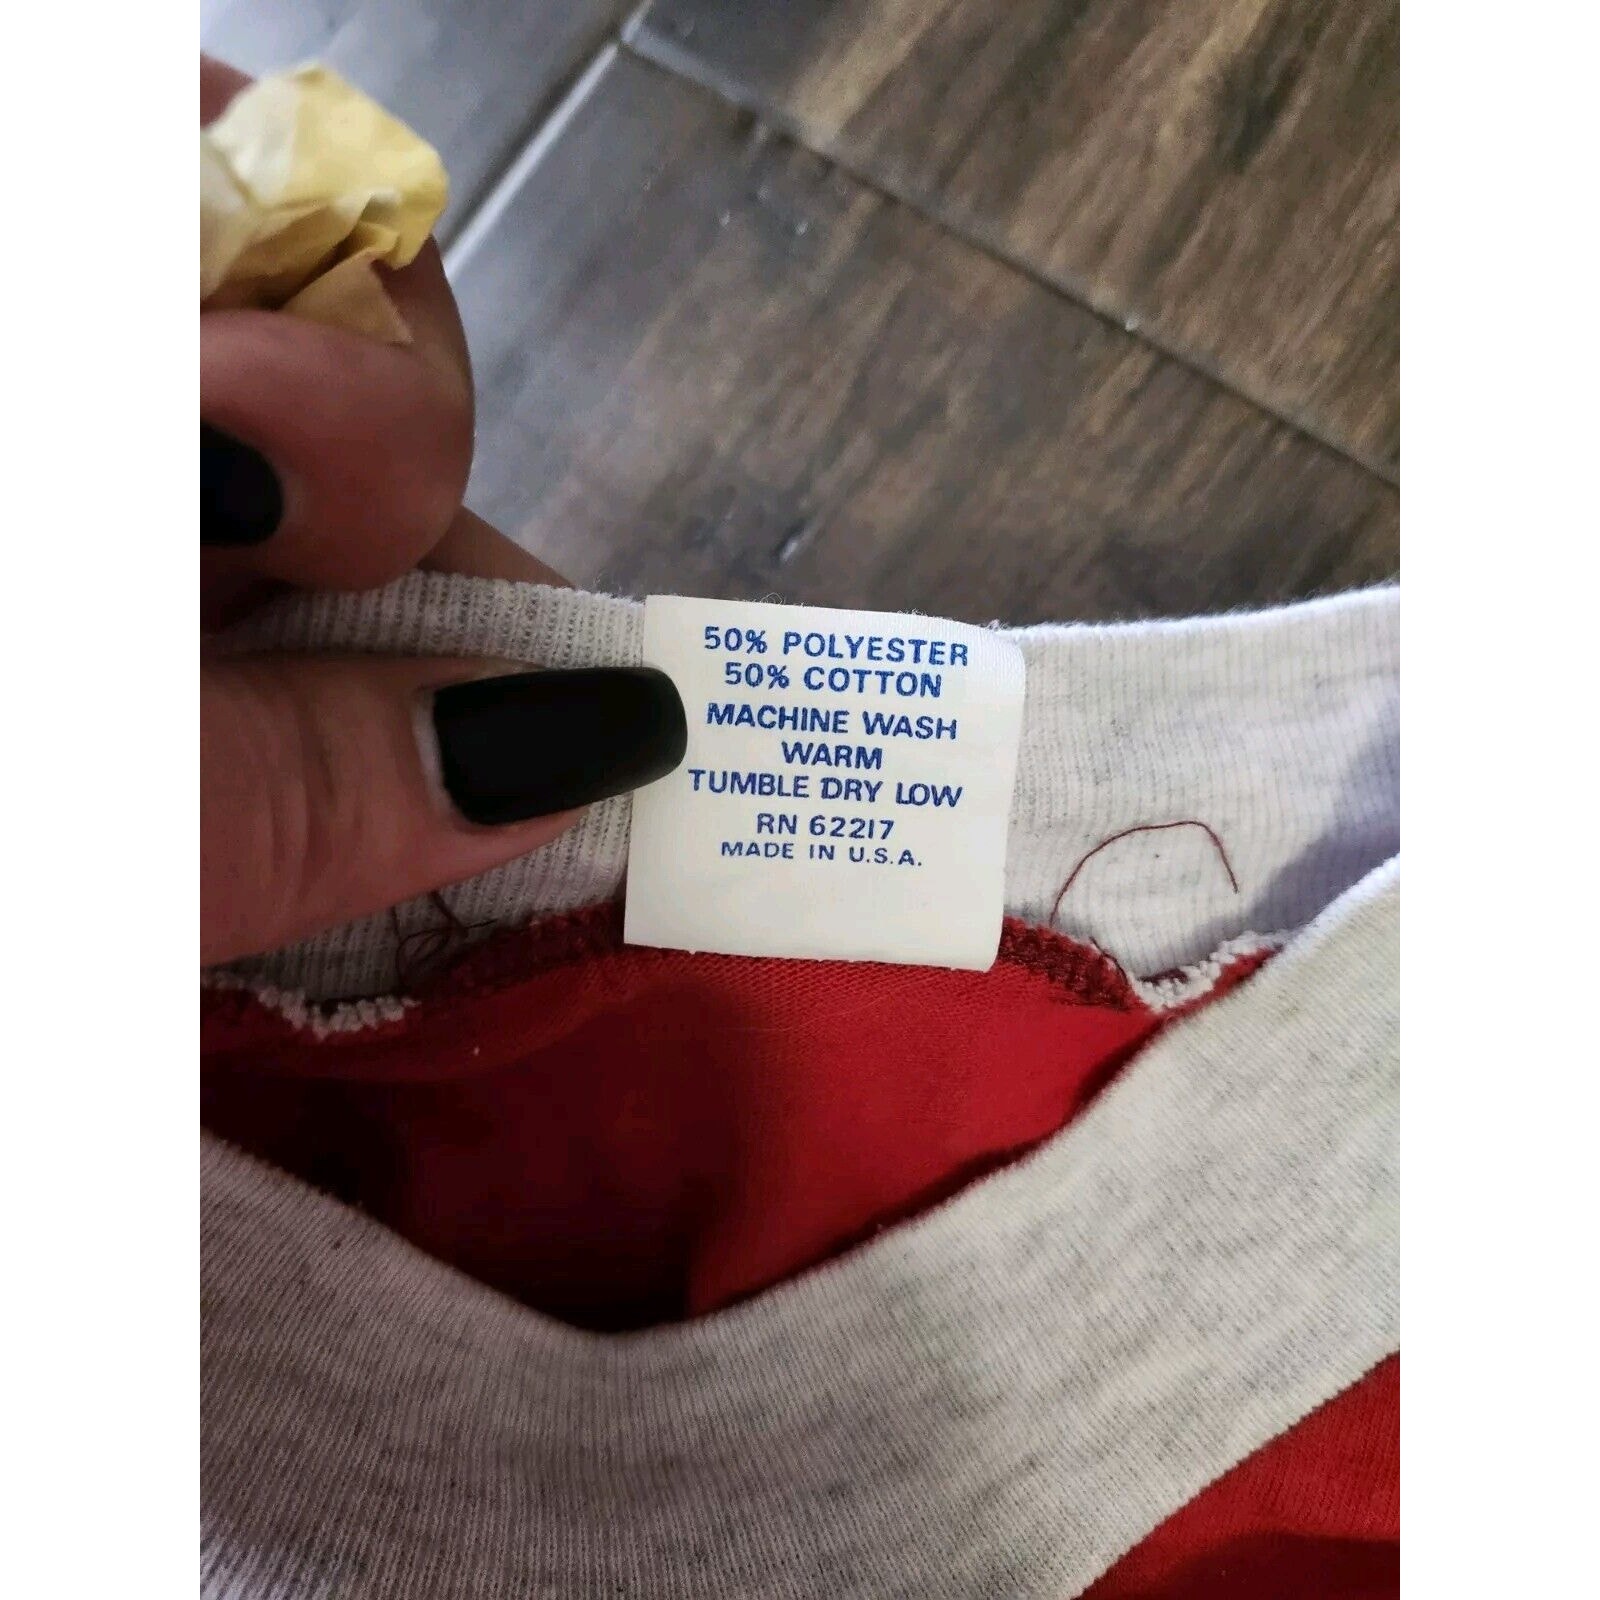 50% POLYESTER
50% COTTON
MACHINE WASH
WARM
TUMBLE DRY LOW
RN 62217
MADE IN U.S.A.